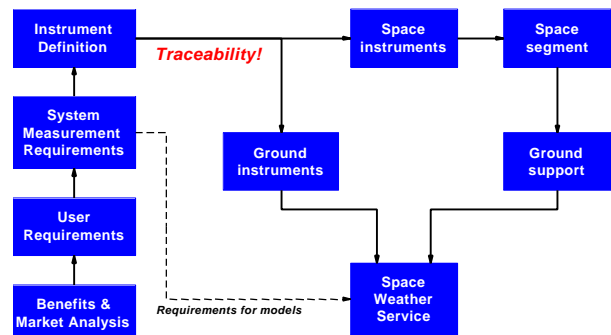 Instrument
Definition
Traceability!
Space
instruments
Space
segment
System
Measurement
Requirements
Ground
instruments
Ground
support
User
Requirements
Space
Weather
Service
Benefits &
Market Analysis
Requirements for models